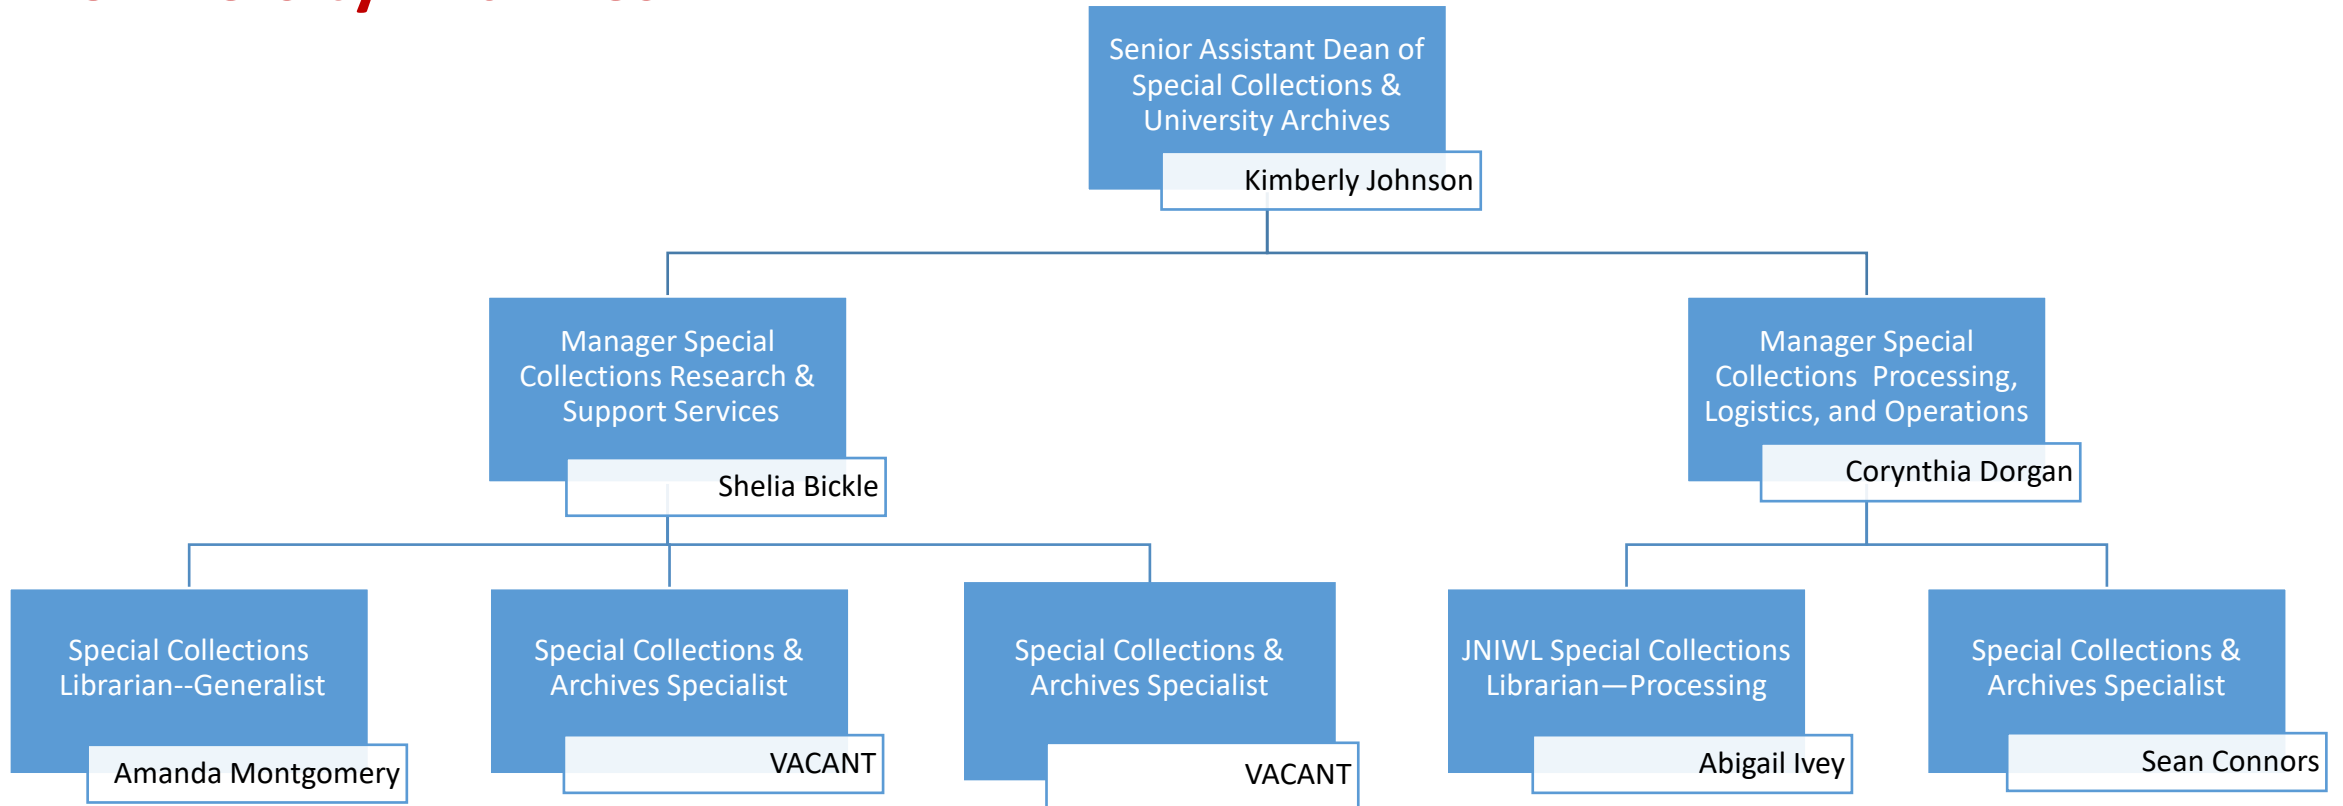 Senior Assistant Dean of
Special Collections &
University Archives
Kimberly Johnson
Manager Special
Collections Research &
Support Services
Shelia Bickle
Manager Special
Collections  Processing,
Logistics, and Operations
Corynthia Dorgan
Special Collections
Librarian--Generalist
Amanda Montgomery
Special Collections &
Archives Specialist
VACANT
Special Collections &
Archives Specialist
VACANT
JNIWL Special Collections
Librarian—Processing
Abigail Ivey
Special Collections &
Archives Specialist
Sean Connors